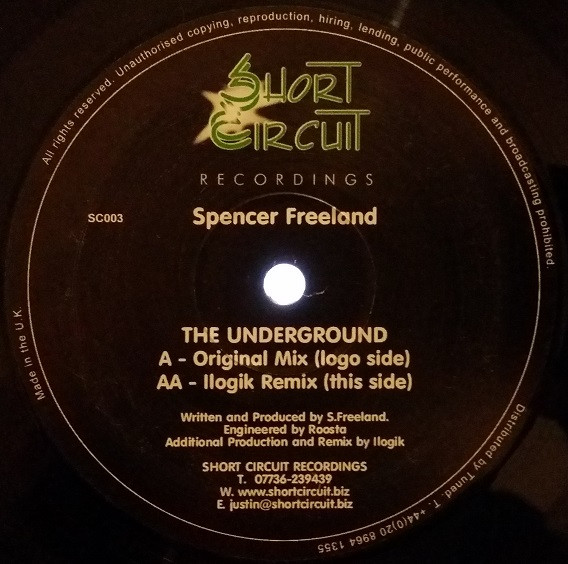 All rights reserved. Unauthorised copying, reproduction, hiring, lending, public performance and broadcasting prohibited.
SHORT
CIRCUIT
RECORDINGS
SC003
Spencer Freeland
THE UNDERGROUND
A - Original Mix (logo side)
AA - Ilogik Remix (this side)
Written and Produced by S.Freeland.
Engineered by Roosta
Additional Production and Remix by Ilogik
SHORT CIRCUIT RECORDINGS
T. 07736-239439
W. www.shortcircuit.biz
E. justin@shortcircuit.biz
Made in the U.K.
Distributed by Tuned. T. +44(0)20 8964 1355